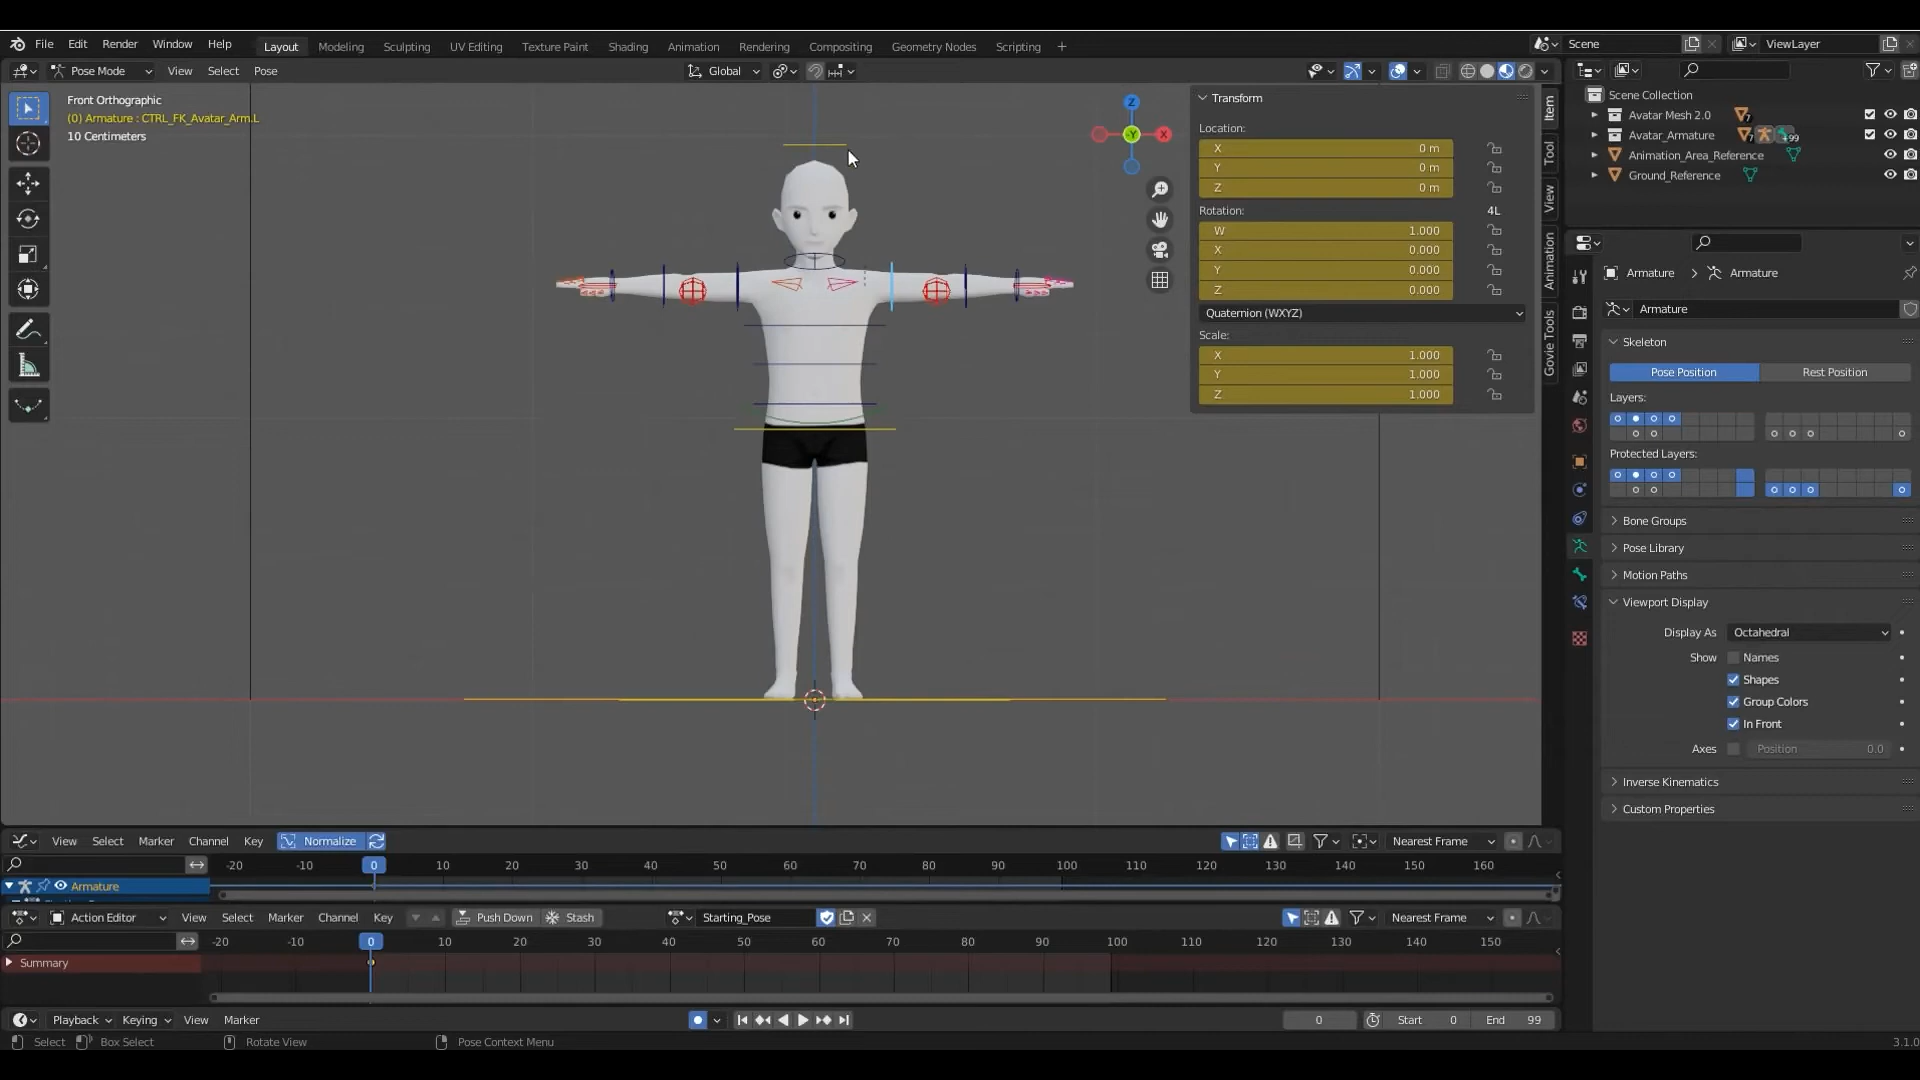 File Edit Render Window Help Layout Modeling Sculpting UV Editing Texture Paint Shading Animation Rendering Compositing Geometry Nodes Scripting + Scene ViewLayer
Pose Mode View Select Pose Global
Front Orthographic
(0) Armature : CTRL_FK_Avatar_Arm.L
10 Centimeters
Z
Y
X
Transform
Location:
X 0 m
Y 0 m
Z 0 m
Rotation: 4L
W 1.000
X 0.000
Y 0.000
Z 0.000
Quaternion (WXYZ)
Scale:
X 1.000
Y 1.000
Z 1.000
Item
Tool
View
Animation
Govie Tools
Scene Collection
Avatar Mesh 2.0
Avatar_Armature +99
Animation_Area_Reference
Ground_Reference
Armature Armature
Armature
Skeleton
Pose Position Rest Position
Layers:
Protected Layers:
Bone Groups
Pose Library
Motion Paths
Viewport Display
Display As Octahedral
Show Names
Shapes
Group Colors
In Front
Axes Position 0.0
Inverse Kinematics
Custom Properties
View Select Marker Channel Key Normalize Nearest Frame
-20 -10 0 10 20 30 40 50 60 70 80 90 100 110 120 130 140 150 160
Armature
Action Editor View Select Marker Channel Key Push Down Stash Starting_Pose Nearest Frame
-20 -10 0 10 20 30 40 50 60 70 80 90 100 110 120 130 140 150
Summary
Playback Keying View Marker 0 Start 0 End 99
Select Box Select Rotate View Pose Context Menu 3.1.0